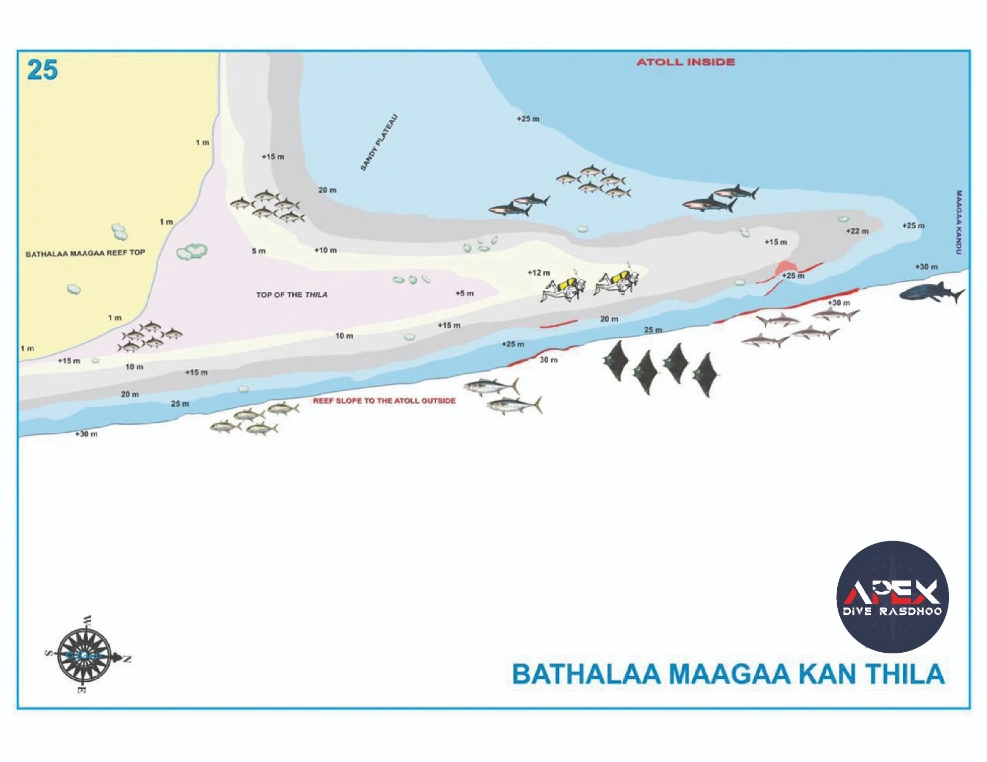 25
ATOLL INSIDE
+25 m
1 m
+15 m
SANDY PLATEAU
20 m
MAAGAA KANDU
1 m
+25 m
+22 m
+15 m
BATHALAA MAAGAA REEF TOP
5 m
+10 m
+12 m
+25 m
+30 m
TOP OF THE THILA
+5 m
+30 m
1 m
20 m
+15 m
25 m
10 m
1 m
+25 m
+15 m
10 m
+15 m
30 m
20 m
25 m
REEF SLOPE TO THE ATOLL OUTSIDE
+30 m
APEX
DIVE RASDHOO
W
S
N
E
BATHALAA MAAGAA KAN THILA